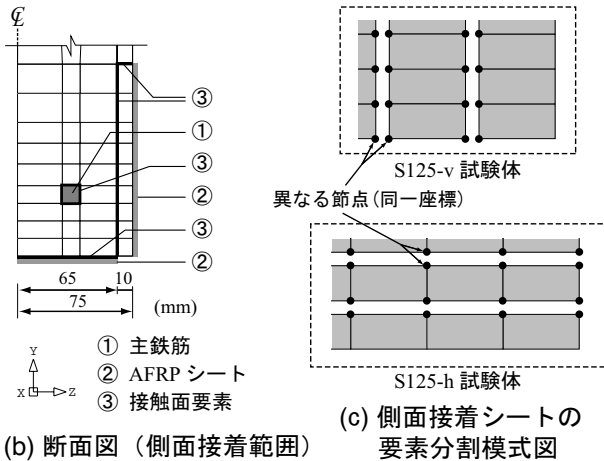 ℄
③
①
③
②
③
②
65
10
75
(mm)
① 主鉄筋
② AFRP シート
③ 接触面要素
Y
X
Z
(b) 断面図（側面接着範囲）
S125-v 試験体
異なる節点(同一座標)
S125-h 試験体
(c) 側面接着シートの
要素分割模式図